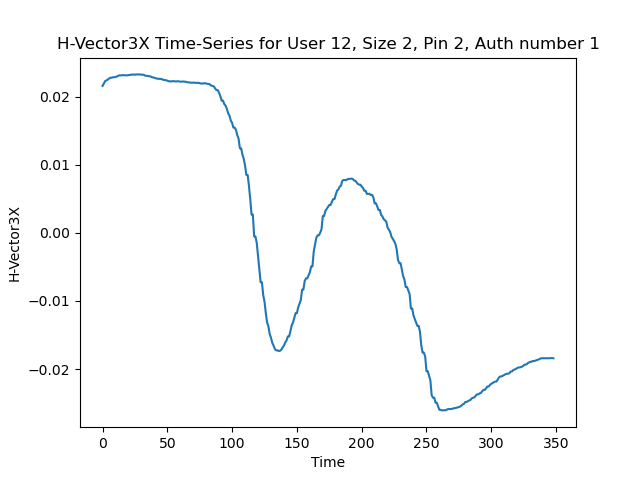 H-Vector3X Time-Series for User 12, Size 2, Pin 2, Auth number 1
0.02
0.01
0.00
−0.01
−0.02
H-Vector3X
0 50 100 150 200 250 300 350
Time